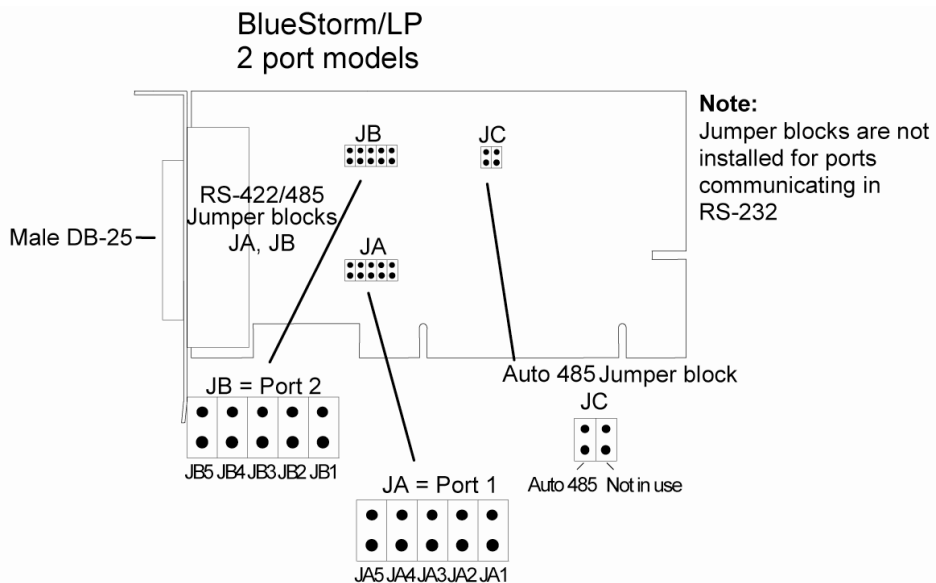 BlueStorm/LP
2 port models
Note:
Jumper blocks are not
installed for ports
communicating in
RS-232
JB
JC
RS-422/485
Jumper blocks
JA, JB
Male DB-25
JA
Auto 485 Jumper block
JC
Auto 485 Not in use
JB = Port 2
JB5 JB4 JB3 JB2 JB1
JA = Port 1
JA5 JA4 JA3 JA2 JA1